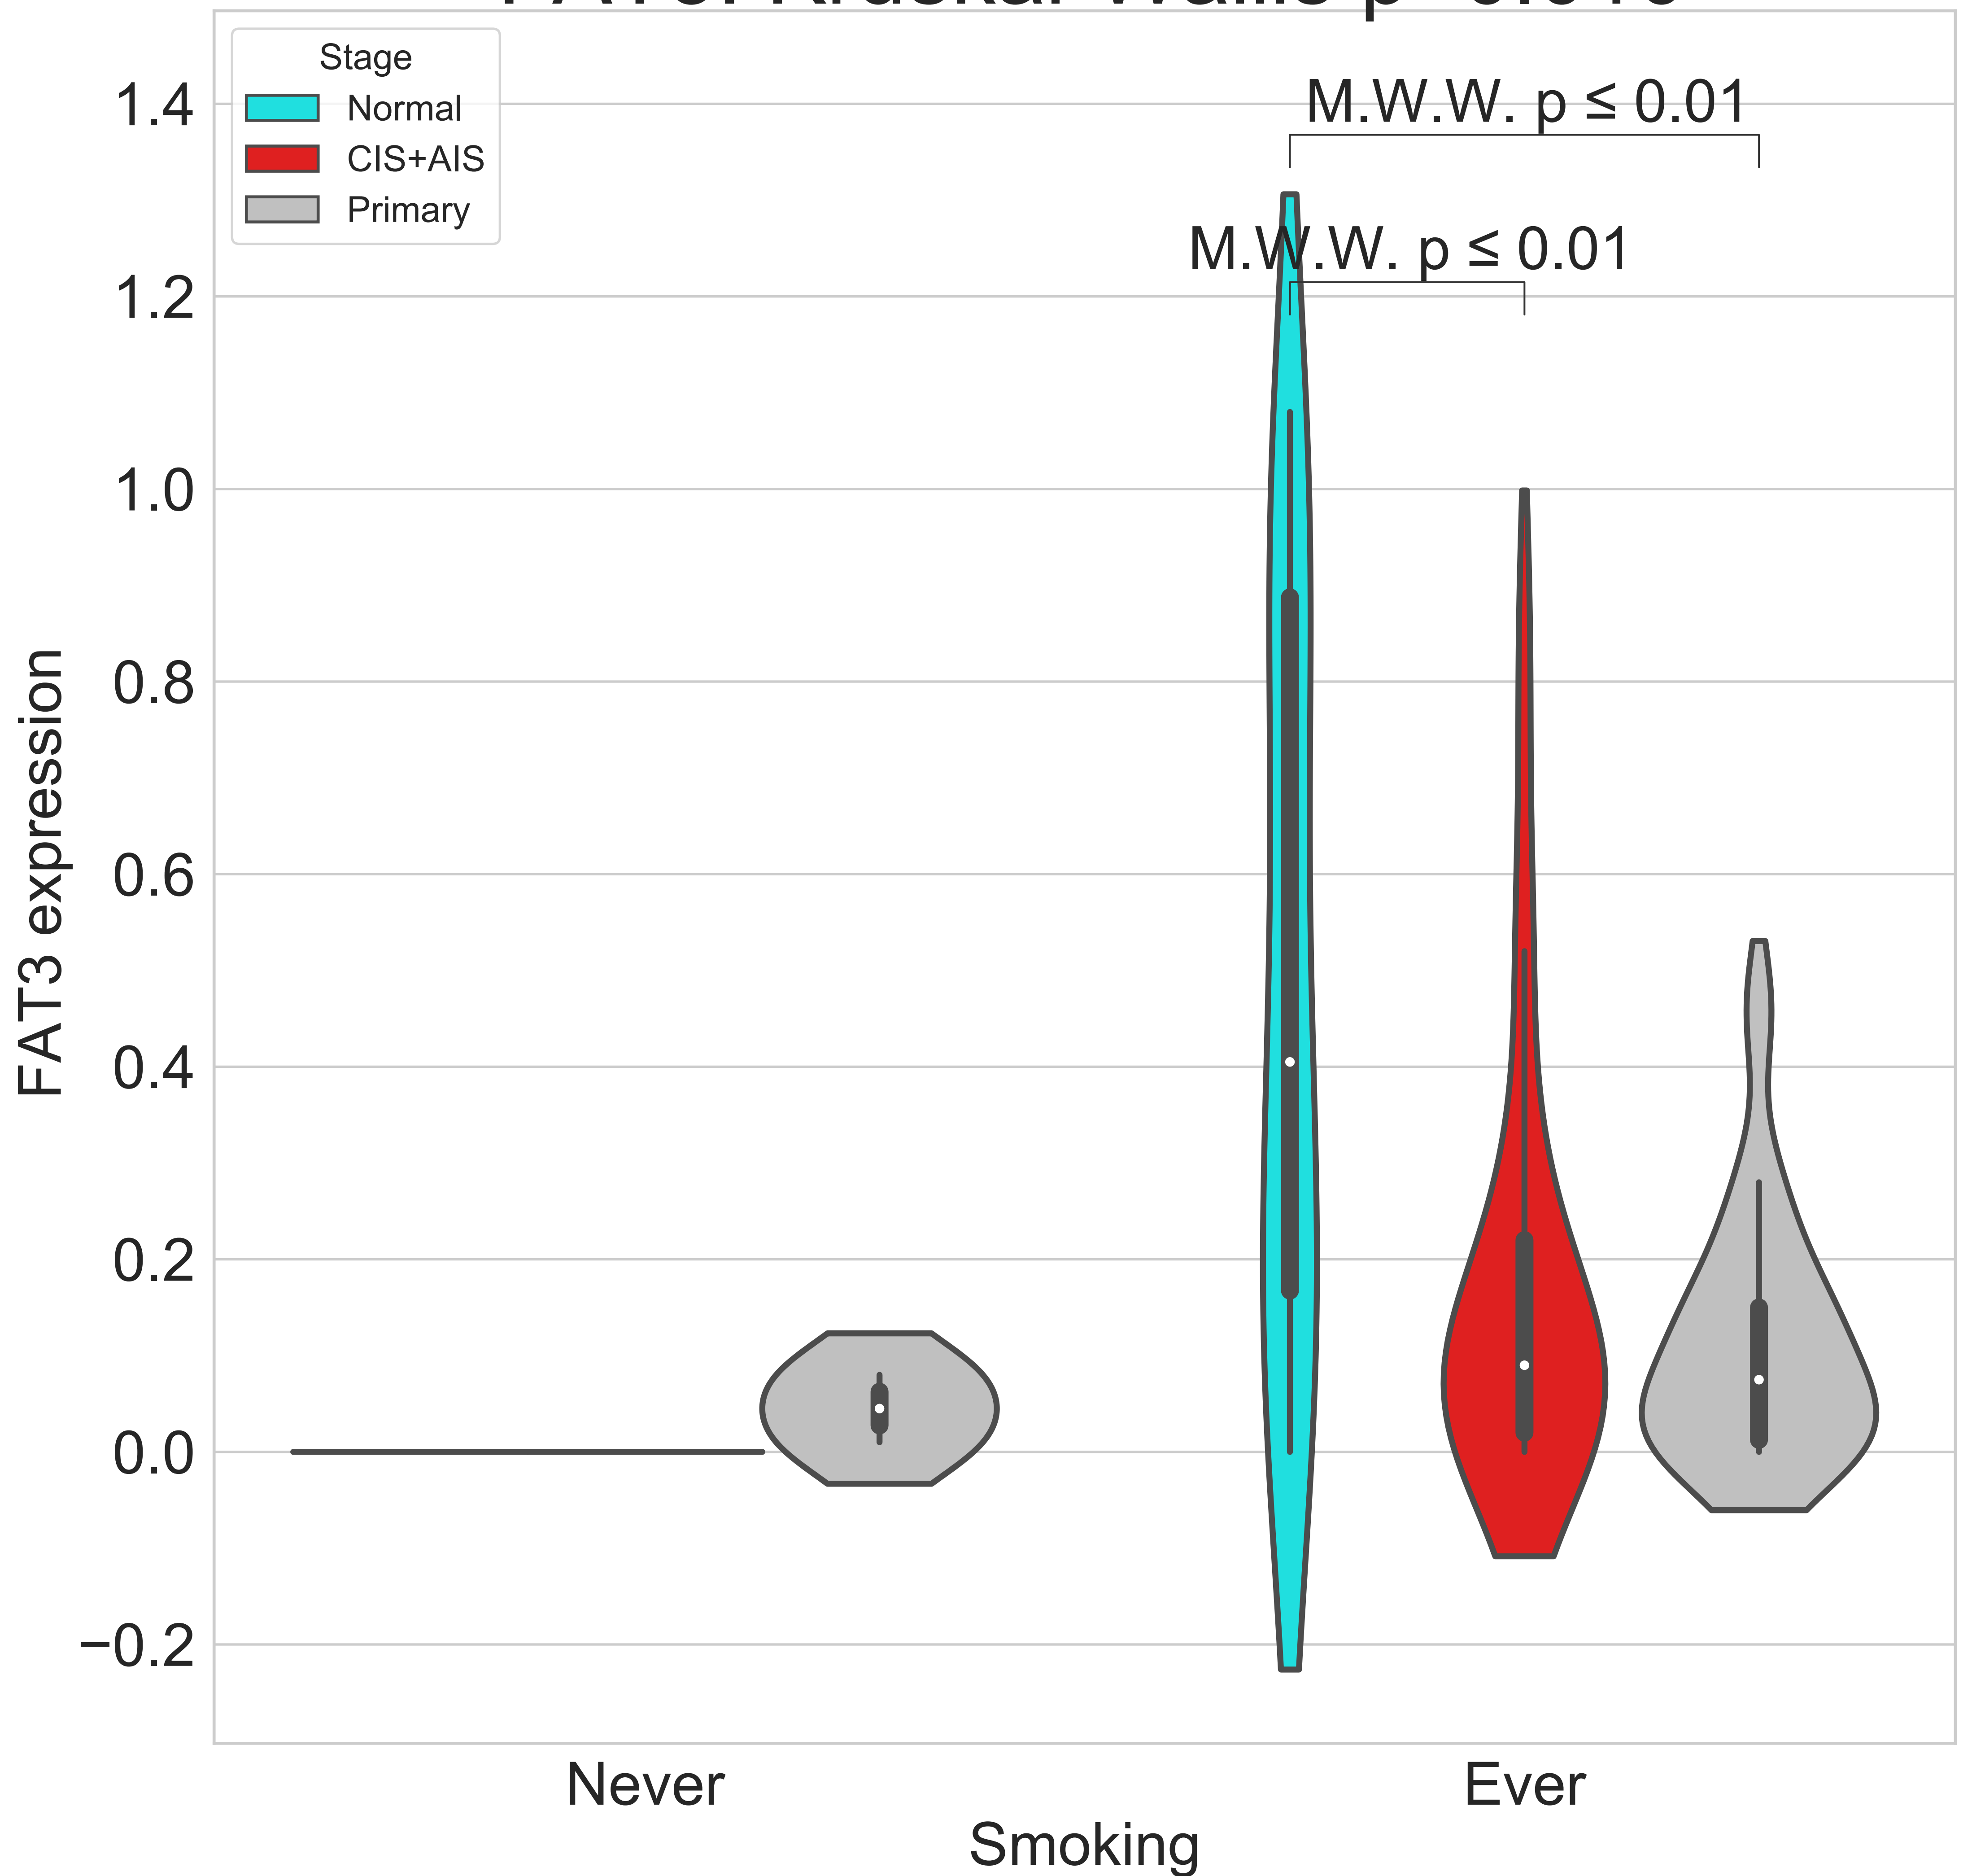 Stage
Normal
CIS+AIS
Primary
M.W.W. p ≤ 0.01
M.W.W. p ≤ 0.01
1.4
1.2
1.0
0.8
0.6
0.4
0.2
0.0
−0.2
FAT3 expression
Never
Ever
Smoking